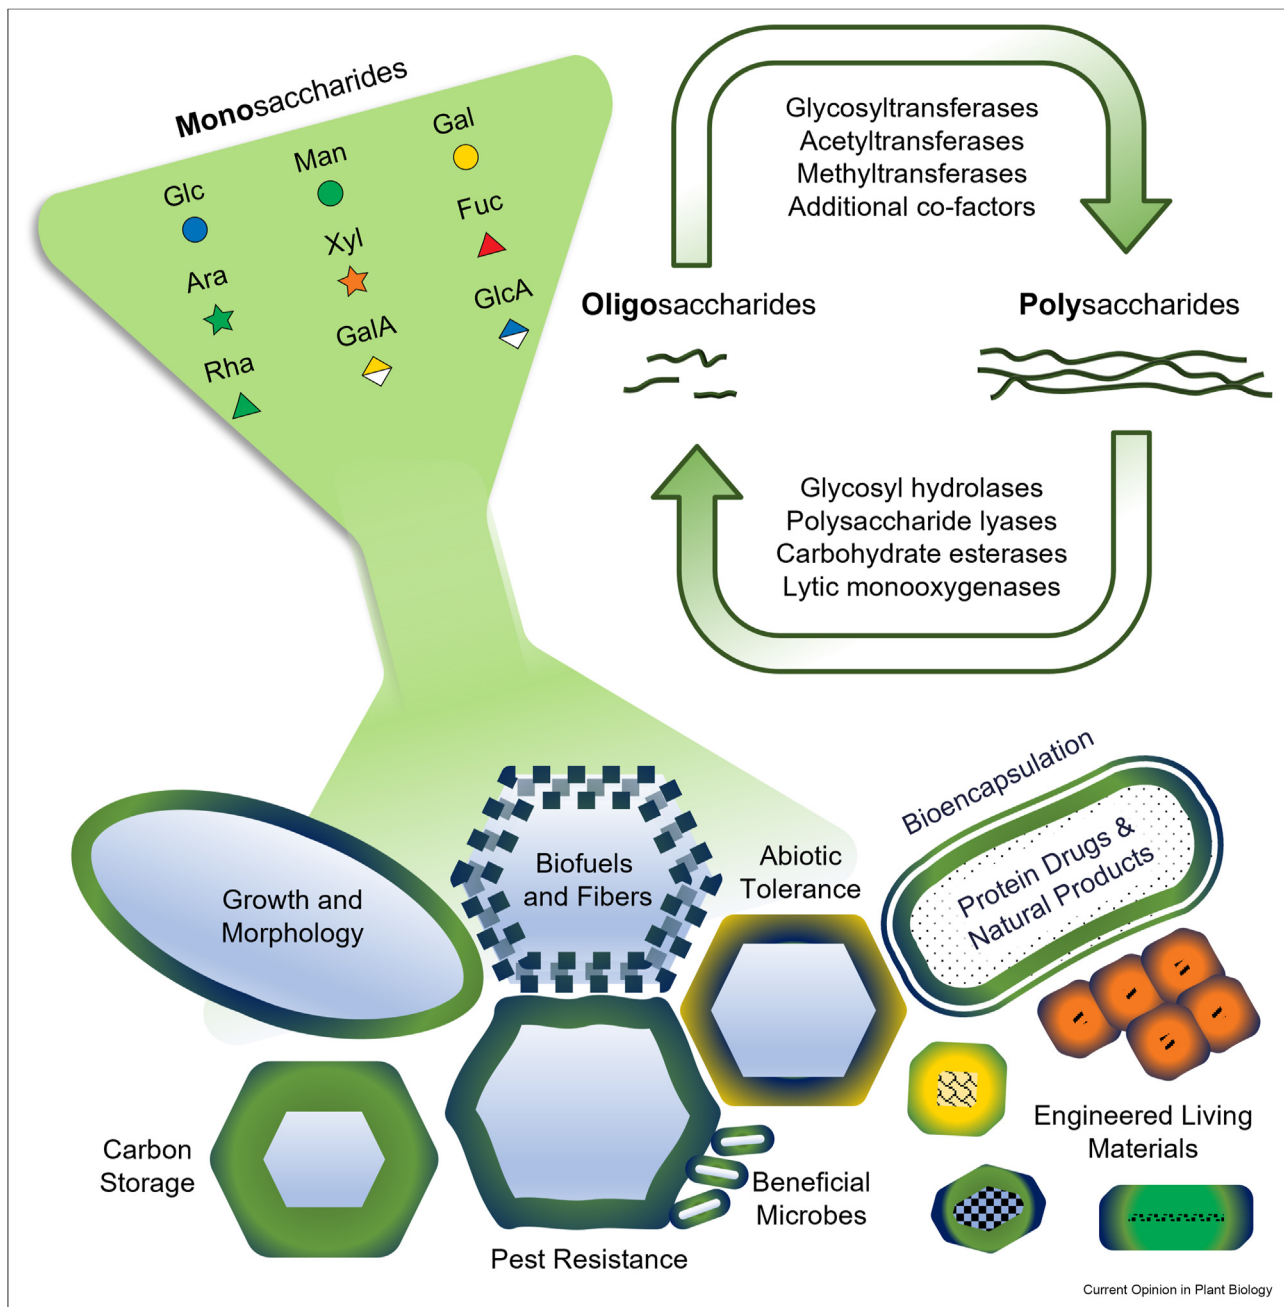 Monosaccharides
Glc
Man
Gal
Ara
Xyl
Fuc
Rha
GalA
GlcA
Glycosyltransferases
Acetyltransferases
Methyltransferases
Additional co-factors
Oligosaccharides
Polysaccharides
Glycosyl hydrolases
Polysaccharide lyases
Carbohydrate esterases
Lytic monooxygenases
Growth and
Morphology
Biofuels
and Fibers
Abiotic
Tolerance
Bioencapsulation
Protein Drugs &
Natural Products
Carbon
Storage
Pest Resistance
Beneficial
Microbes
Engineered Living
Materials
Current Opinion in Plant Biology